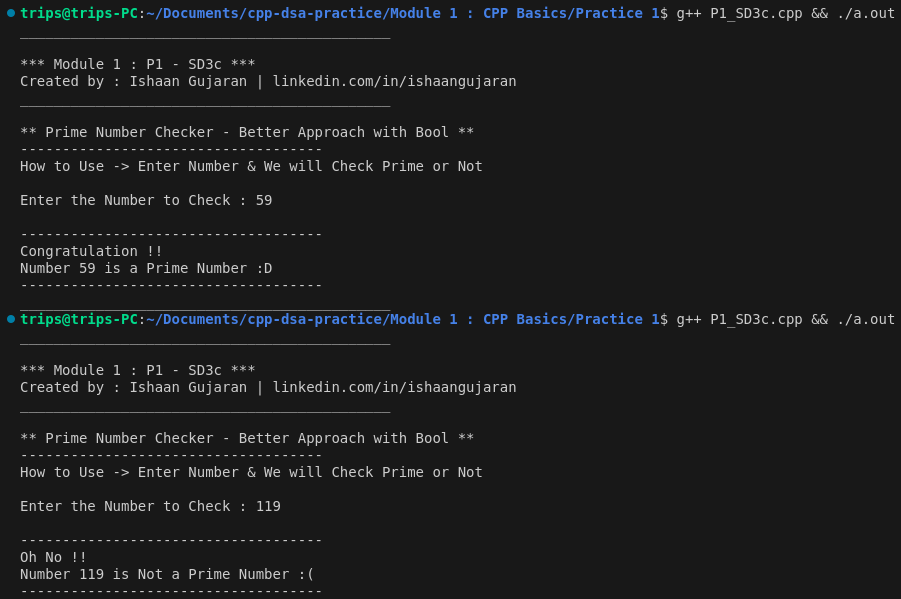 trips@trips-PC:~/Documents/cpp-dsa-practice/Module 1 : CPP Basics/Practice 1$ g++ P1_SD3c.cpp && ./a.out
____________________________________________
*** Module 1 : P1 - SD3c ***
Created by : Ishaan Gujaran | linkedin.com/in/ishaangujaran
____________________________________________
** Prime Number Checker - Better Approach with Bool **
------------------------------------
How to Use -> Enter Number & We will Check Prime or Not
Enter the Number to Check : 59
------------------------------------
Congratulation !!
Number 59 is a Prime Number :D
------------------------------------
____________________________________________
trips@trips-PC:~/Documents/cpp-dsa-practice/Module 1 : CPP Basics/Practice 1$ g++ P1_SD3c.cpp && ./a.out
____________________________________________
*** Module 1 : P1 - SD3c ***
Created by : Ishaan Gujaran | linkedin.com/in/ishaangujaran
____________________________________________
** Prime Number Checker - Better Approach with Bool **
------------------------------------
How to Use -> Enter Number & We will Check Prime or Not
Enter the Number to Check : 119
------------------------------------
Oh No !!
Number 119 is Not a Prime Number :(
------------------------------------